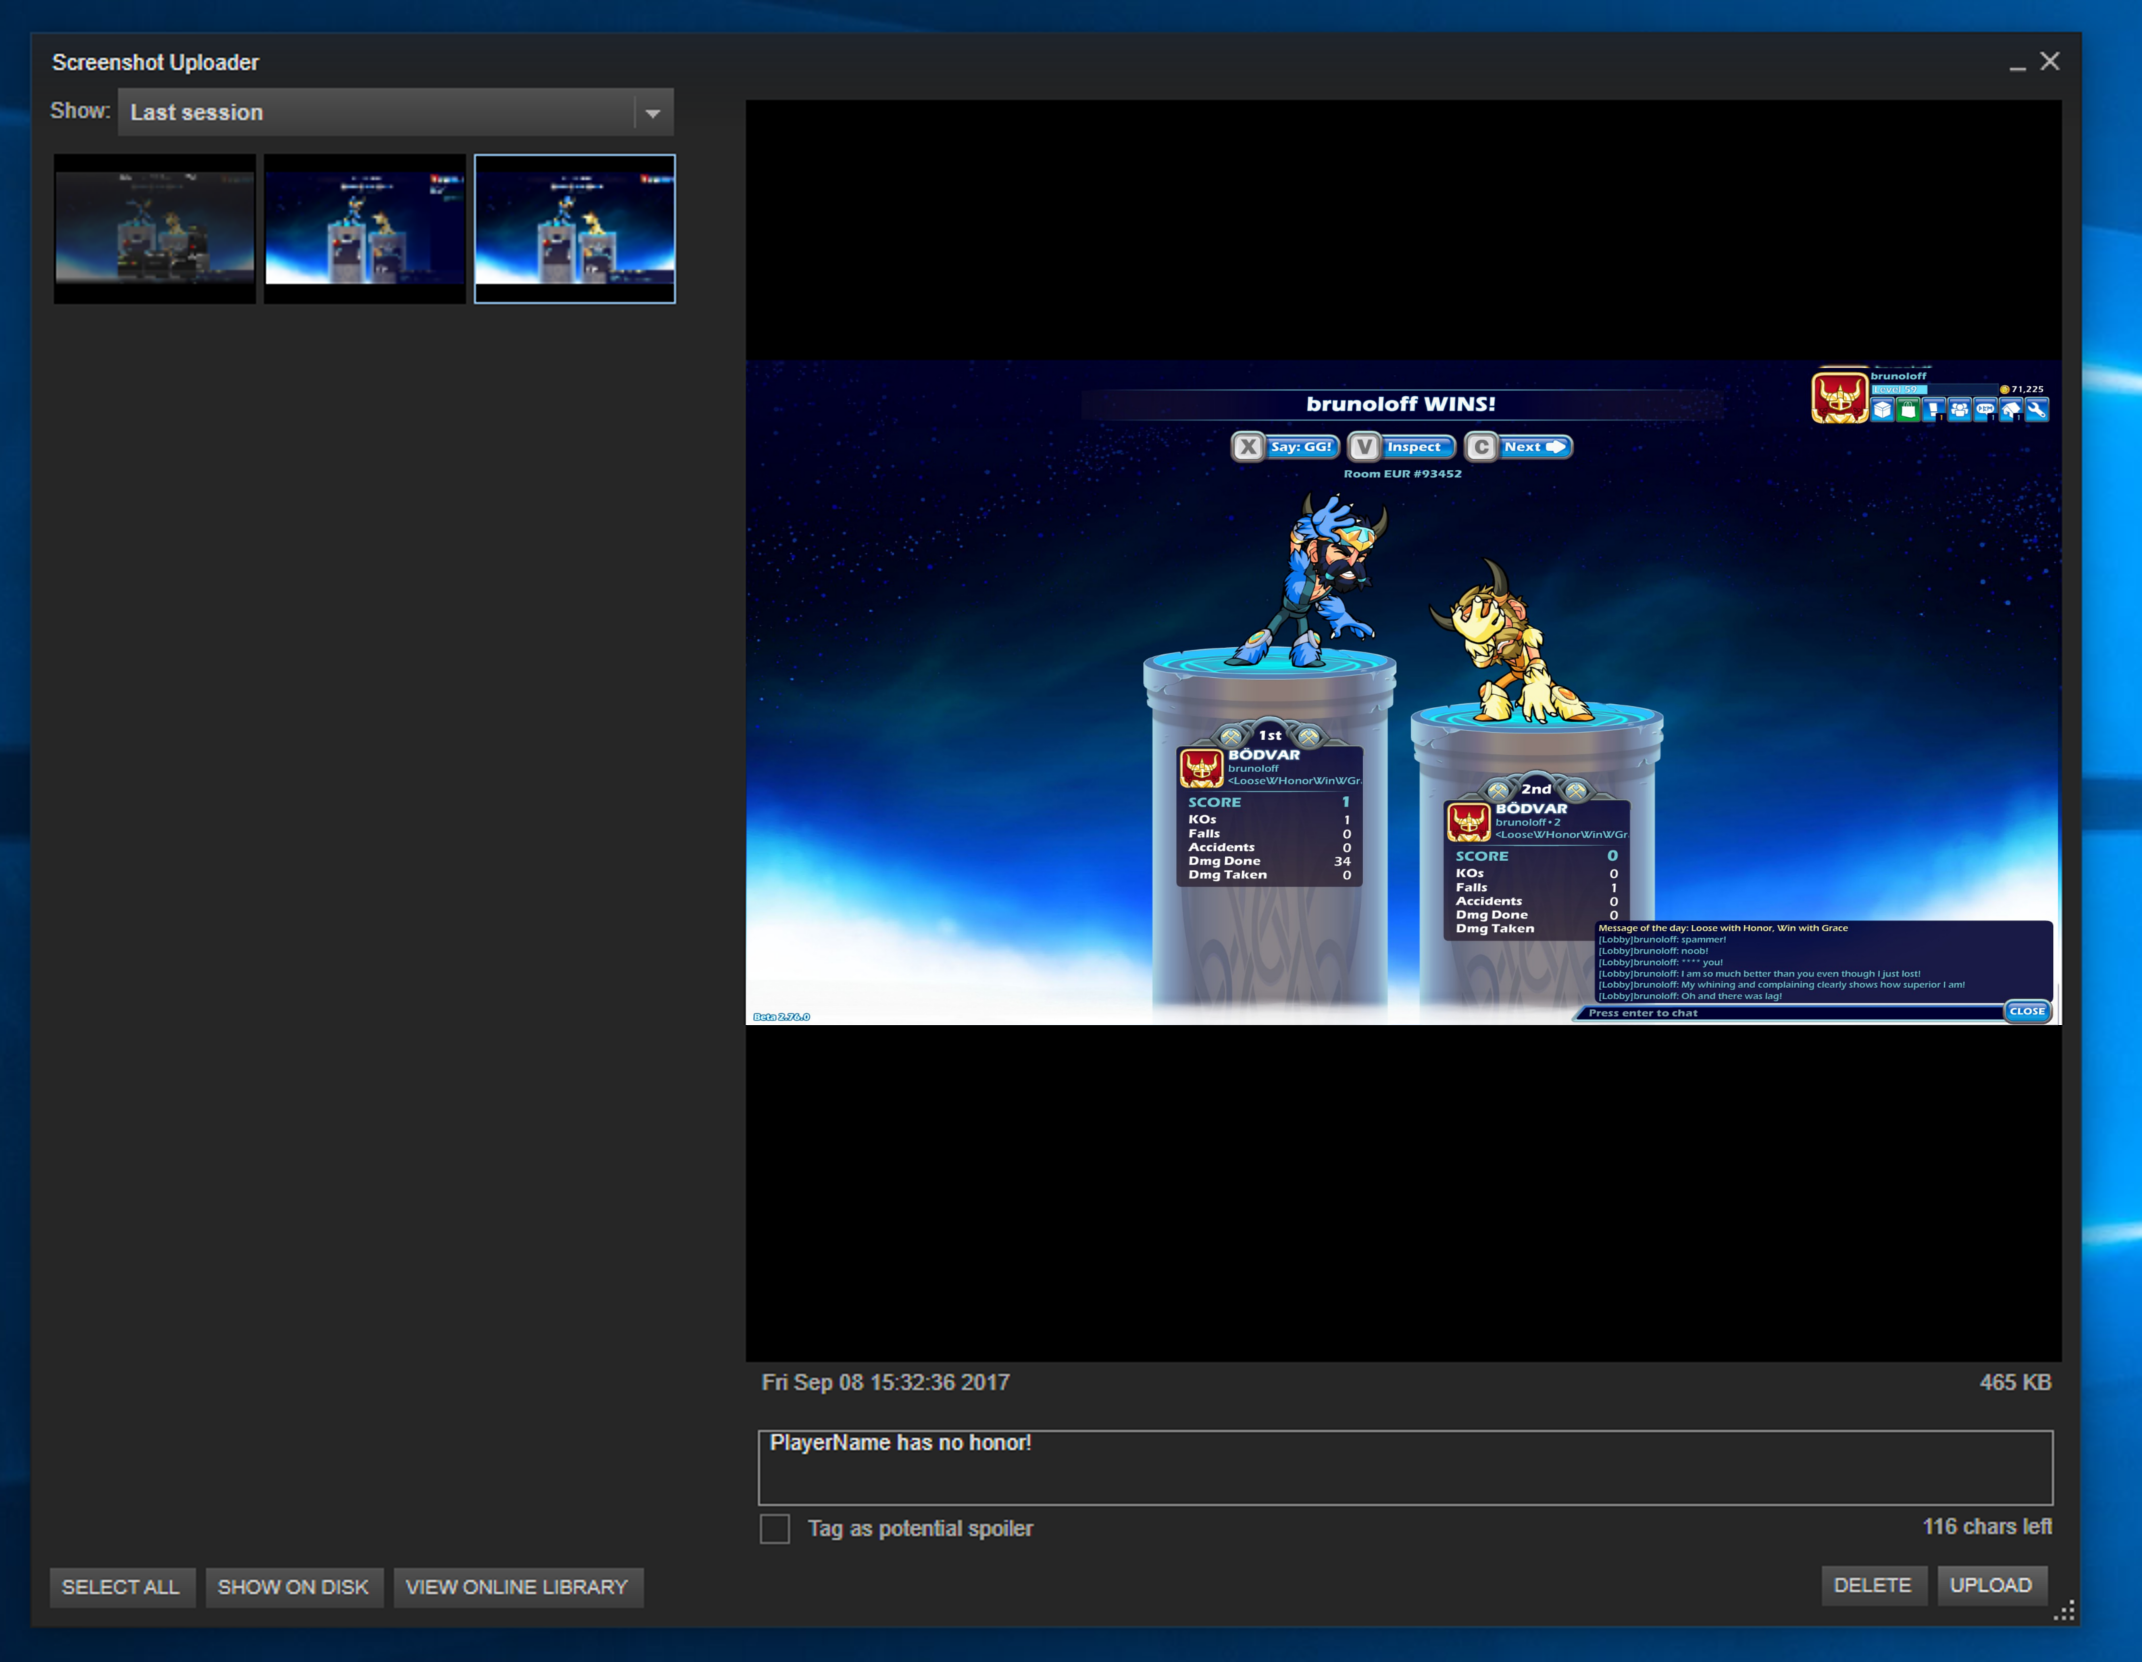 Screenshot Uploader
Show: Last session
brunoloff
Level 59
71,225
brunoloff WINS!
X Say: GG! V Inspect C Next
Room EUR #93452
1st
BÖDVAR
brunoloff
<LooseWHonorWinWGr
SCORE 1
KOs 1
Falls 0
Accidents 0
Dmg Done 34
Dmg Taken 0
2nd
BÖDVAR
brunoloff•2
<LooseWHonorWinWGr
SCORE 0
KOs 0
Falls 1
Accidents 0
Dmg Done 0
Dmg Taken
Message of the day: Loose with Honor, Win with Grace
[Lobby]brunoloff: spammer!
[Lobby]brunoloff: noob!
[Lobby]brunoloff: **** you!
[Lobby]brunoloff: I am so much better than you even though I just lost!
[Lobby]brunoloff: My whining and complaining clearly shows how superior I am!
[Lobby]brunoloff: Oh and there was lag!
Press enter to chat
CLOSE
Beta 2.76.0
Fri Sep 08 15:32:36 2017
465 KB
PlayerName has no honor!
Tag as potential spoiler
116 chars left
SELECT ALL SHOW ON DISK VIEW ONLINE LIBRARY
DELETE UPLOAD